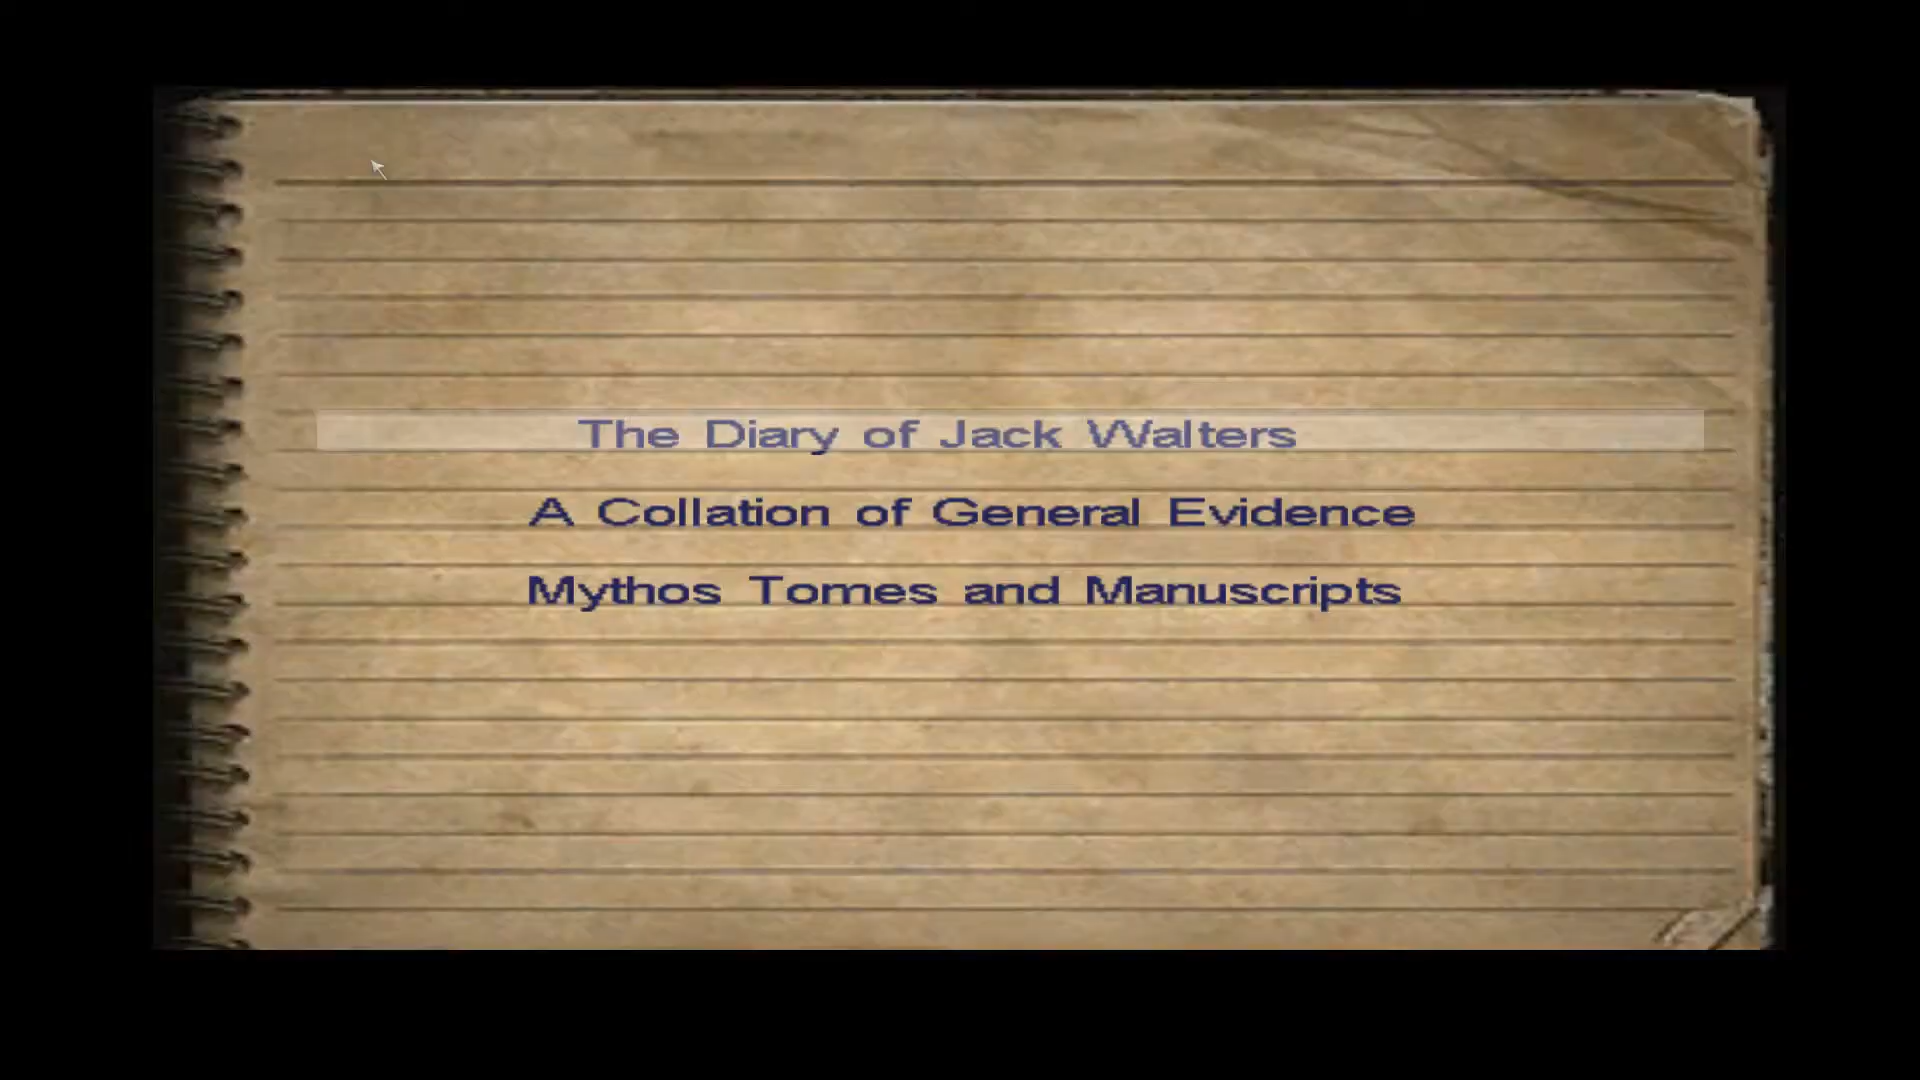 The Diary of Jack Walters
A Collation of General Evidence
Mythos Tomes and Manuscripts